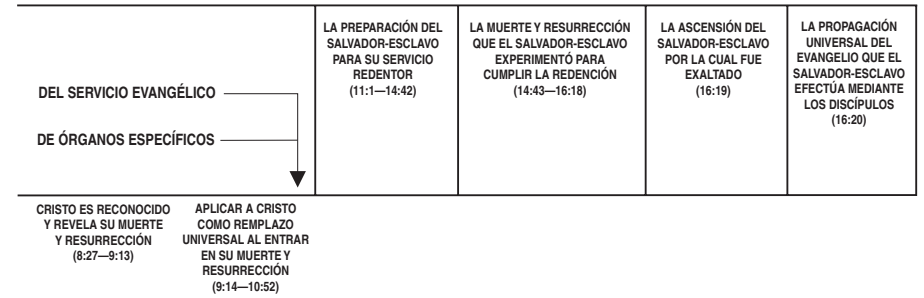 DEL SERVICIO EVANGÉLICO
DE ÓRGANOS ESPECÍFICOS
LA PREPARACIÓN DEL
SALVADOR-ESCLAVO
PARA SU SERVICIO
REDENTOR
(11:1—14:42)
LA MUERTE Y RESURRECCIÓN
QUE EL SALVADOR-ESCLAVO
EXPERIMENTÓ PARA
CUMPLIR LA REDENCIÓN
(14:43—16:18)
LA ASCENSIÓN DEL
SALVADOR-ESCLAVO
POR LA CUAL FUE
EXALTADO
(16:19)
LA PROPAGACIÓN
UNIVERSAL DEL
EVANGELIO QUE EL
SALVADOR-ESCLAVO
EFECTÚA MEDIANTE
LOS DISCÍPULOS
(16:20)
CRISTO ES RECONOCIDO
Y REVELA SU MUERTE
Y RESURRECCIÓN
(8:27—9:13)
APLICAR A CRISTO
COMO REMPLAZO
UNIVERSAL AL ENTRAR
EN SU MUERTE Y
RESURRECCIÓN
(9:14—10:52)